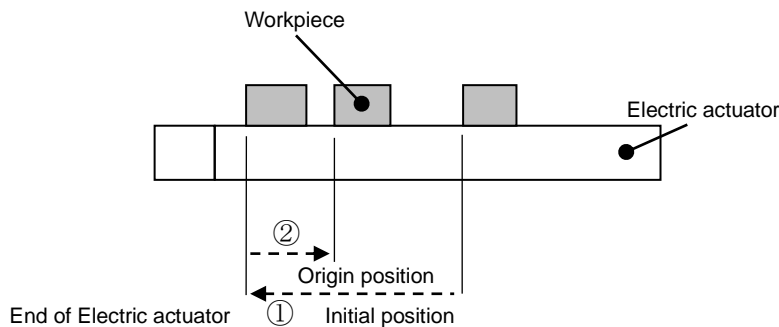 Workpiece
Electric actuator
②
Origin position
End of Electric actuator ① Initial position